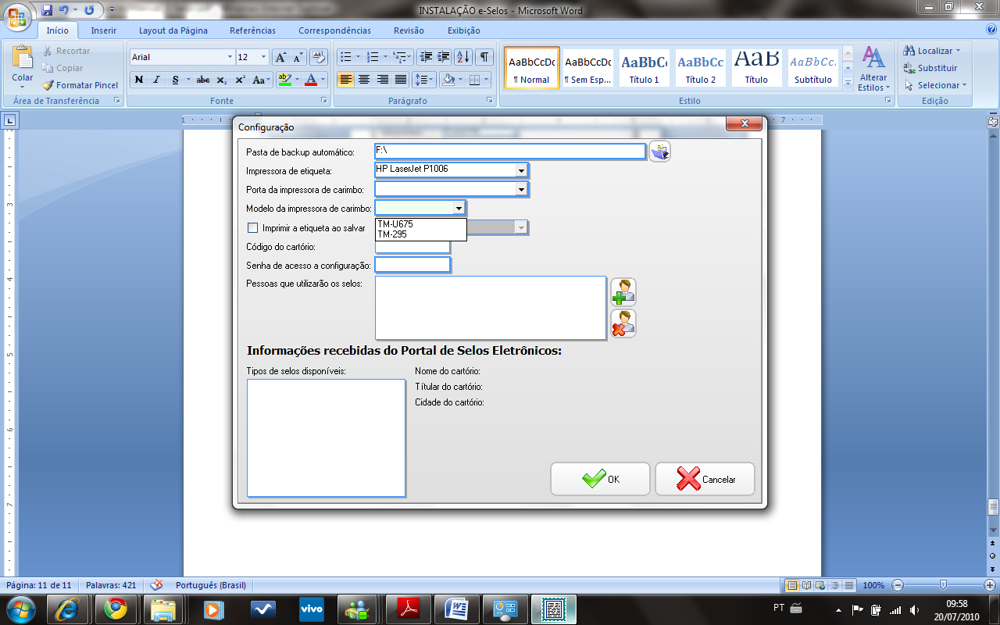 INSTALAÇÃO e-Selos - Microsoft Word
Início Inserir Layout da Página Referências Correspondências Revisão Exibição
Colar
Recortar
Copiar
Formatar Pincel
Área de Transferência
Arial 12
N I S abc x₂ x² Aa ab A
Fonte
Parágrafo
AaBbCcDc AaBbCcDc AaBbCc AaBbCc AaB AaBbCc.
¶ Normal ¶ Sem Esp... Título 1 Título 2 Título Subtítulo
Alterar
Estilos
Estilo
Localizar
Substituir
Selecionar
Edição
Configuração
Pasta de backup automático: F:\
Impressora de etiqueta: HP LaserJet P1006
Porta da impressora de carimbo:
Modelo da impressora de carimbo:
TM-U675
TM-295
Imprimir a etiqueta ao salvar
Código do cartório:
Senha de acesso a configuração:
Pessoas que utilizarão os selos:
Informações recebidas do Portal de Selos Eletrônicos:
Tipos de selos disponíveis:
Nome do cartório:
Títular do cartório:
Cidade do cartório:
OK Cancelar
Página: 11 de 11 Palavras: 421 Português (Brasil) 100%
vivo
PT
09:58
20/07/2010